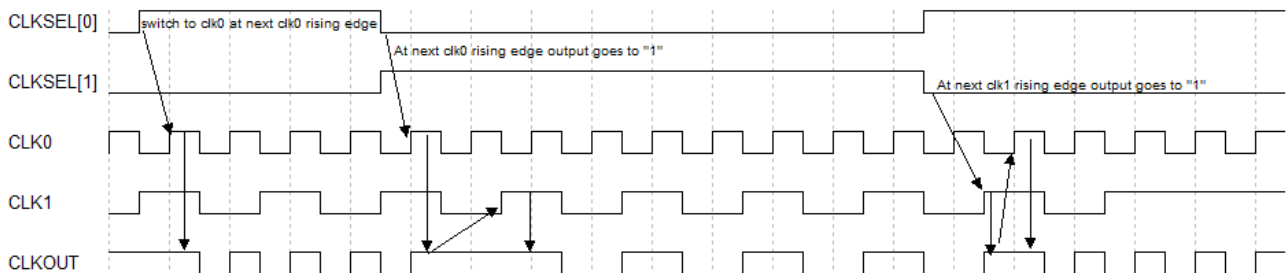 CLKSEL[0]
switch to clk0 at next clk0 rising edge
At next clk0 rising edge output goes to "1"
CLKSEL[1]
At next clk1 rising edge output goes to "1"
CLK0
CLK1
CLKOUT